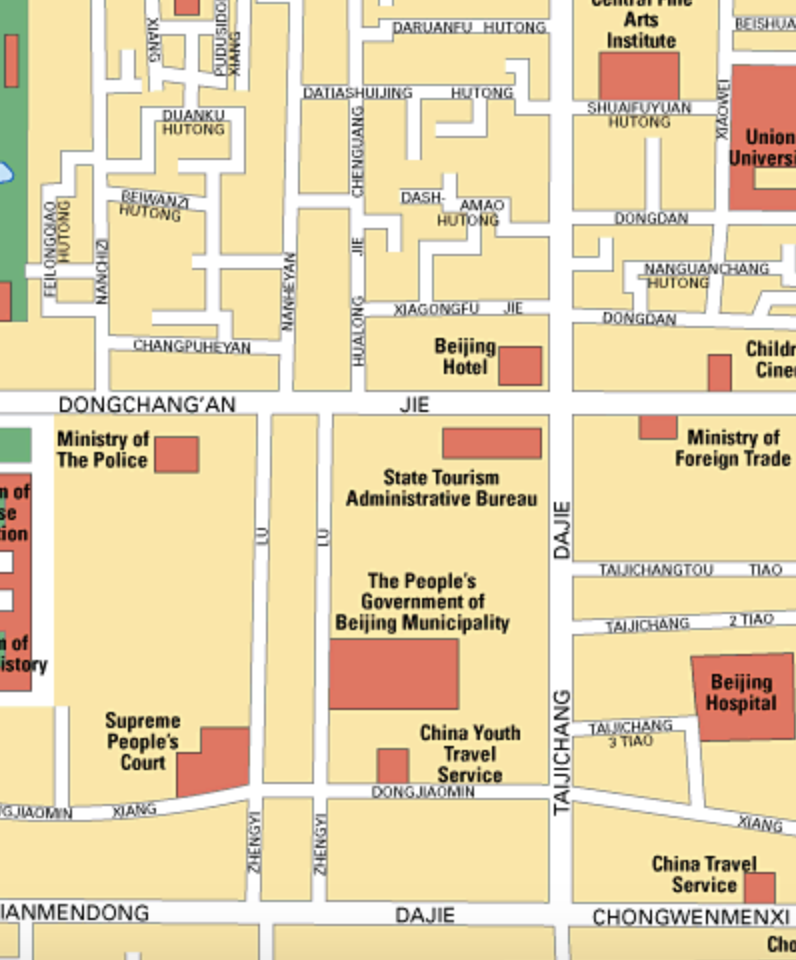 Central Fine
Arts
Institute
DARUANFU HUTONG
BEISHUA
XIANG
PUDUSIDO
XIANG
DATIASHUIJING HUTONG
SHUAIFUYUAN
HUTONG
XIAOWEI
DUANKU
HUTONG
CHENGUANG
Union
Universi
BEIWANZI
HUTONG
DASH-
AMAO
HUTONG
DONGDAN
FEILONGQIAO
HUTONG
NANCHIZI
NANHEYAN
JIE
NANGUANCHANG
HUTONG
XIAGONGFU JIE
DONGDAN
HUALONG
CHANGPUHEYAN
Beijing
Hotel
Childr
Cine
DONGCHANG'AN JIE
Ministry of
The Police
Ministry of
Foreign Trade
State Tourism
Administrative Bureau
n of
se
tion
LU
LU
DAJIE
TAIJICHANGTOU TIAO
The People's
Government of
Beijing Municipality
TAIJICHANG 2 TIAO
n of
istory
Beijing
Hospital
Supreme
People's
Court
China Youth
Travel
Service
TAIJICHANG
TAIJICHANG
3 TIAO
DONGJIAOMIN
GJIAOMIN XIANG
XIANG
ZHENGYI
ZHENGYI
China Travel
Service
IANMENDONG DAJIE
CHONGWENMENXI
Cho